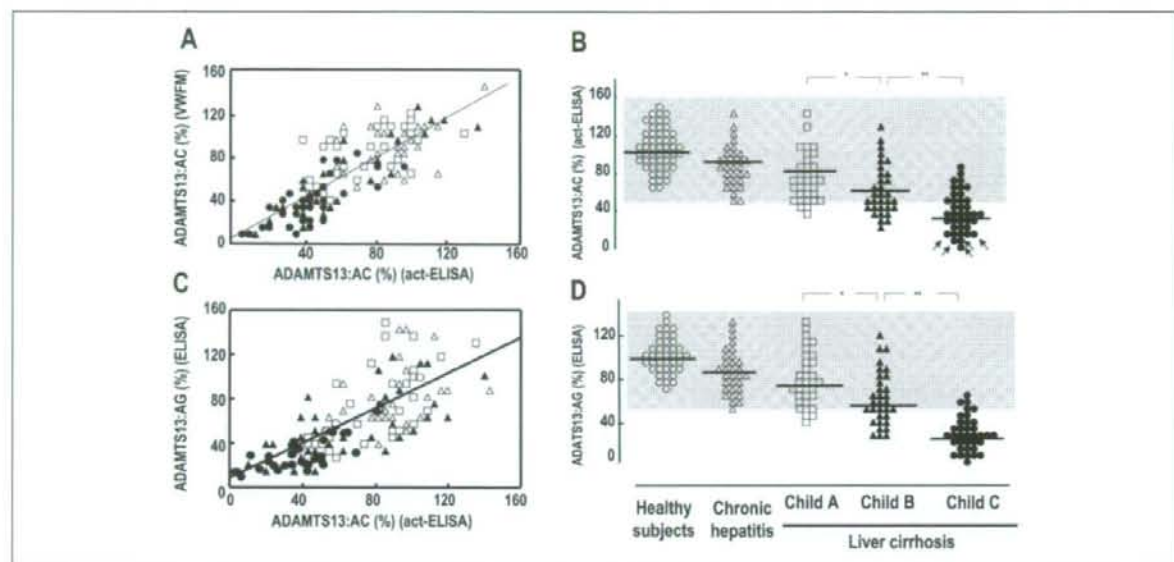 A
160
120
80
40
0
40
80
120
160
ADAMTS13:AC (%) (VWFM)
ADAMTS13:AC (%) (act-ELISA)
B
160
120
80
40
0
ADAMTS13:AC (%) (act-ELISA)
*
**
C
160
120
80
40
0
0
40
80
120
160
ADAMTS13:AG (%) (ELISA)
ADAMTS13:AC (%) (act-ELISA)
D
120
80
40
0
ADATS13:AG (%) (ELISA)
*
**
Healthy
subjects
Chronic
hepatitis
Child A
Child B
Child C
Liver cirrhosis